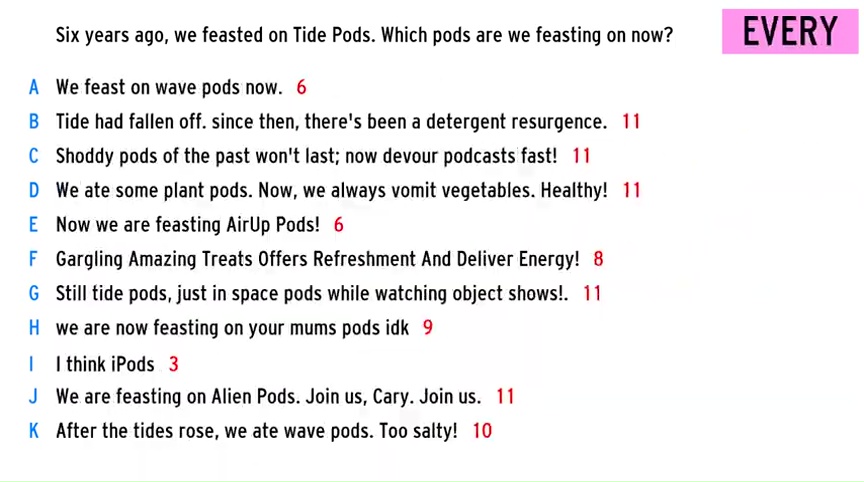 Six years ago, we feasted on Tide Pods. Which pods are we feasting on now?
EVERY
A We feast on wave pods now. 6
B Tide had fallen off. since then, there's been a detergent resurgence. 11
C Shoddy pods of the past won't last; now devour podcasts fast! 11
D We ate some plant pods. Now, we always vomit vegetables. Healthy! 11
E Now we are feasting AirUp Pods! 6
F Gargling Amazing Treats Offers Refreshment And Deliver Energy! 8
G Still tide pods, just in space pods while watching object shows!. 11
H we are now feasting on your mums pods idk 9
I I think iPods 3
J We are feasting on Alien Pods. Join us, Cary. Join us. 11
K After the tides rose, we ate wave pods. Too salty! 10